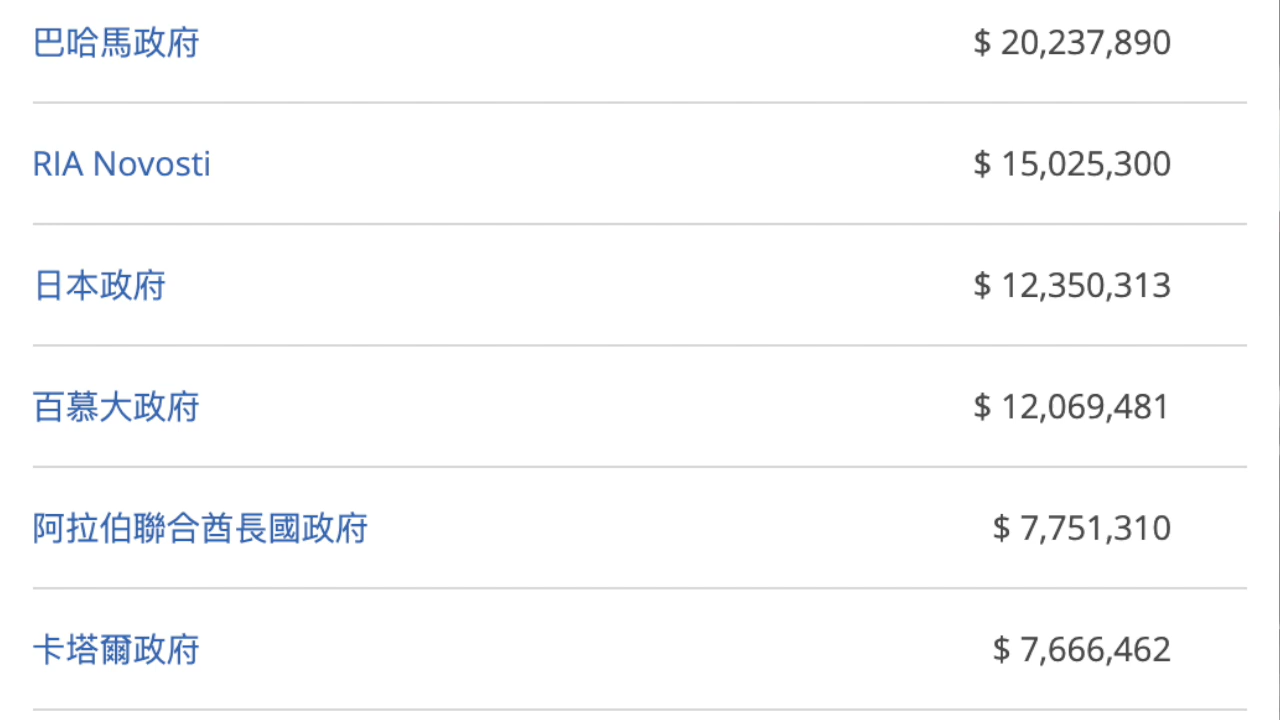 巴哈馬政府 $ 20,237,890
RIA Novosti $ 15,025,300
日本政府 $ 12,350,313
百慕大政府 $ 12,069,481
阿拉伯聯合酋長國政府 $ 7,751,310
卡塔爾政府 $ 7,666,462